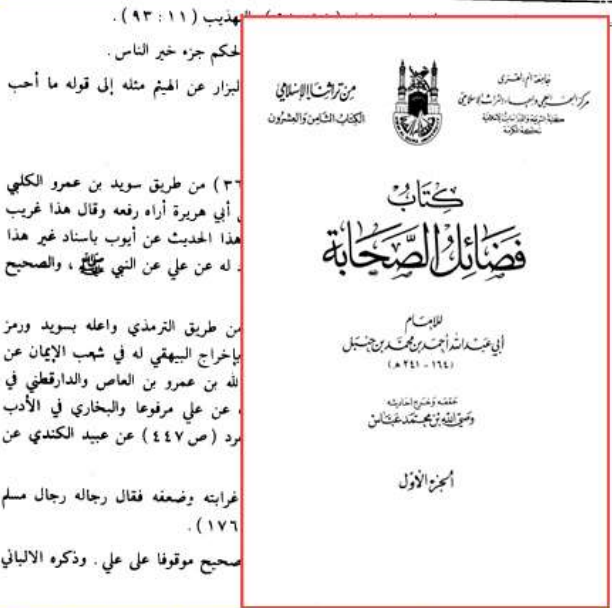 التهذيب (١١ : ٩٣) .
الحكم جزء خير الناس .
البزار عن الهيثم مثله إلى قوله ما أحب
من طريق سويد بن عمرو الكلبي
أبي هريرة أراه رفعه وقال هذا غريب
هذا الحديث عن أيوب باسناد غير هذا
له عن علي عن النبي ﷺ ، والصحيح
من طريق الترمذي واعله بسويد ورمز
بإخراج البيهقي له في شعب الإيمان عن
الله بن عمرو بن العاص والدارقطني في
عن علي مرفوعا والبخاري في الأدب
(ص ٤٤٧) عن عبيد الكندي عن
غرابته وضعفه فقال رجاله رجال مسلم
صحيح موقوفا على علي . وذكره الالباني
جامعة أم القرى
مركز البحث العلمي وإحياء التراث الإسلامي
كلية الشريعة والدراسات الإسلامية
مكة المكرمة
من تراثنا الإسلامي
الكتاب الثامن والعشرون
كتاب
فضائل الصحابة
للإمام
أبي عبد الله أحمد بن محمد بن حنبل
(١٦٤ - ٢٤١ هـ)
حققه وخرج أحاديثه
وصي الله بن محمد عباس
الجزء الأول